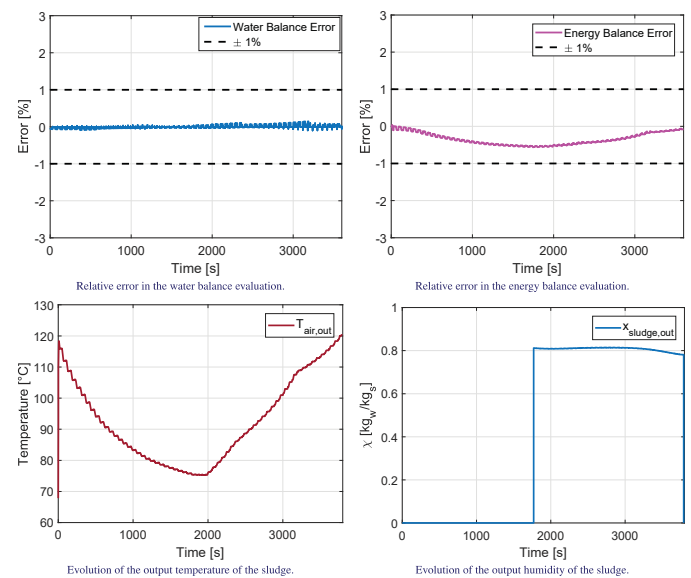 3
2
1
0
-1
-2
-3
Error [%]
Water Balance Error
± 1%
0 1000 2000 3000
Time [s]
Relative error in the water balance evaluation.
3
2
1
0
-1
-2
-3
Error [%]
Energy Balance Error
± 1%
0 1000 2000 3000
Time [s]
Relative error in the energy balance evaluation.
130
120
110
100
90
80
70
60
Temperature [°C]
T air,out
0 1000 2000 3000
Time [s]
Evolution of the output temperature of the sludge.
1
0.8
0.6
0.4
0.2
0
χ [kg w/kg s]
x sludge,out
0 1000 2000 3000
Time [s]
Evolution of the output humidity of the sludge.